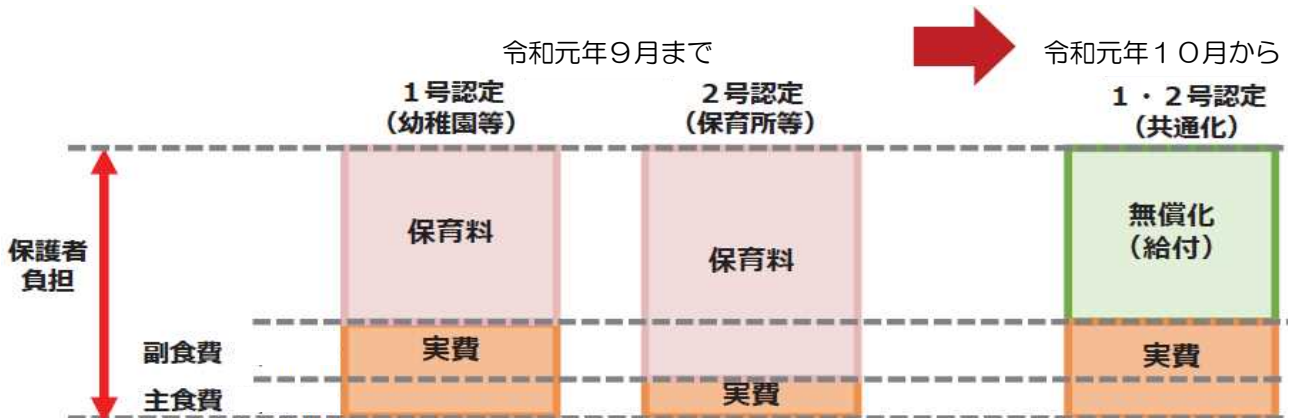 令和元年９月まで
令和元年１０月から
１号認定
（幼稚園等）
２号認定
（保育所等）
１・２号認定
（共通化）
保護者
負担
保育料
保育料
無償化
（給付）
副食費
実費
実費
主食費
実費